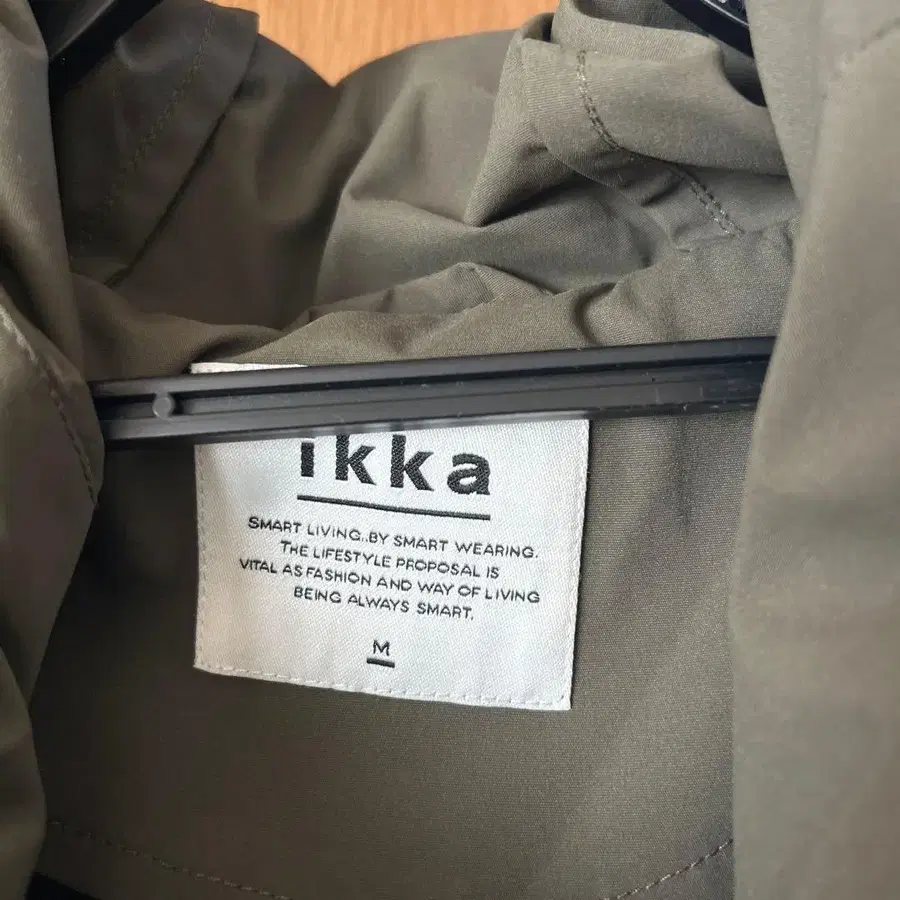 ikka
SMART LIVING..BY SMART WEARING.
THE LIFESTYLE PROPOSAL IS
VITAL AS FASHION AND WAY OF LIVING
BEING ALWAYS SMART.
M